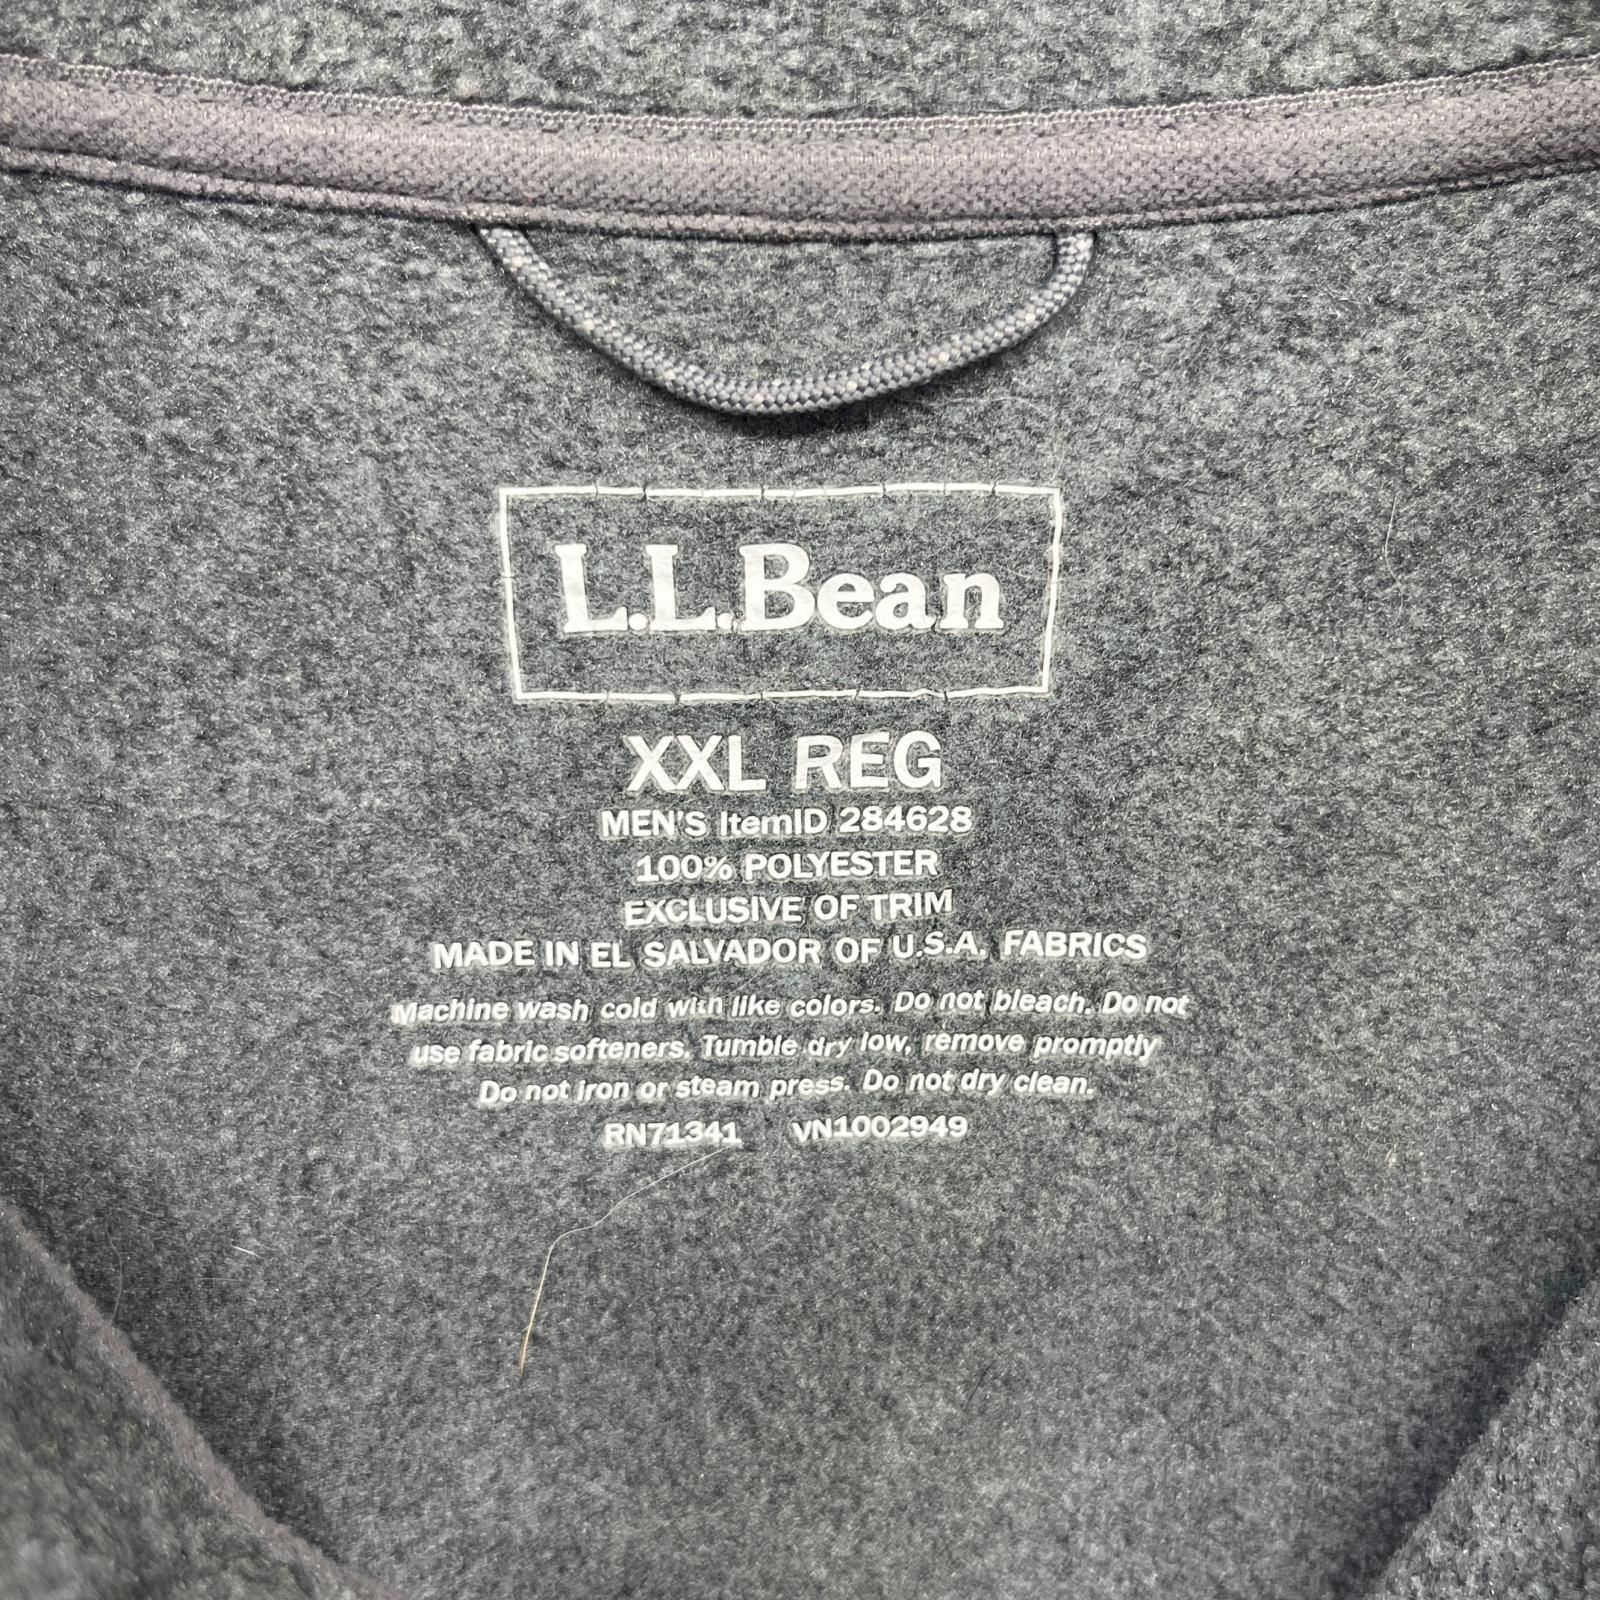 L.L.Bean
XXL REG
MEN'S ItemID 284628
100% POLYESTER
EXCLUSIVE OF TRIM
MADE IN EL SALVADOR OF U.S.A. FABRICS
Machine wash cold with like colors. Do not bleach. Do not
use fabric softeners. Tumble dry low, remove promptly
Do not iron or steam press. Do not dry clean.
RN71341 VN1002949